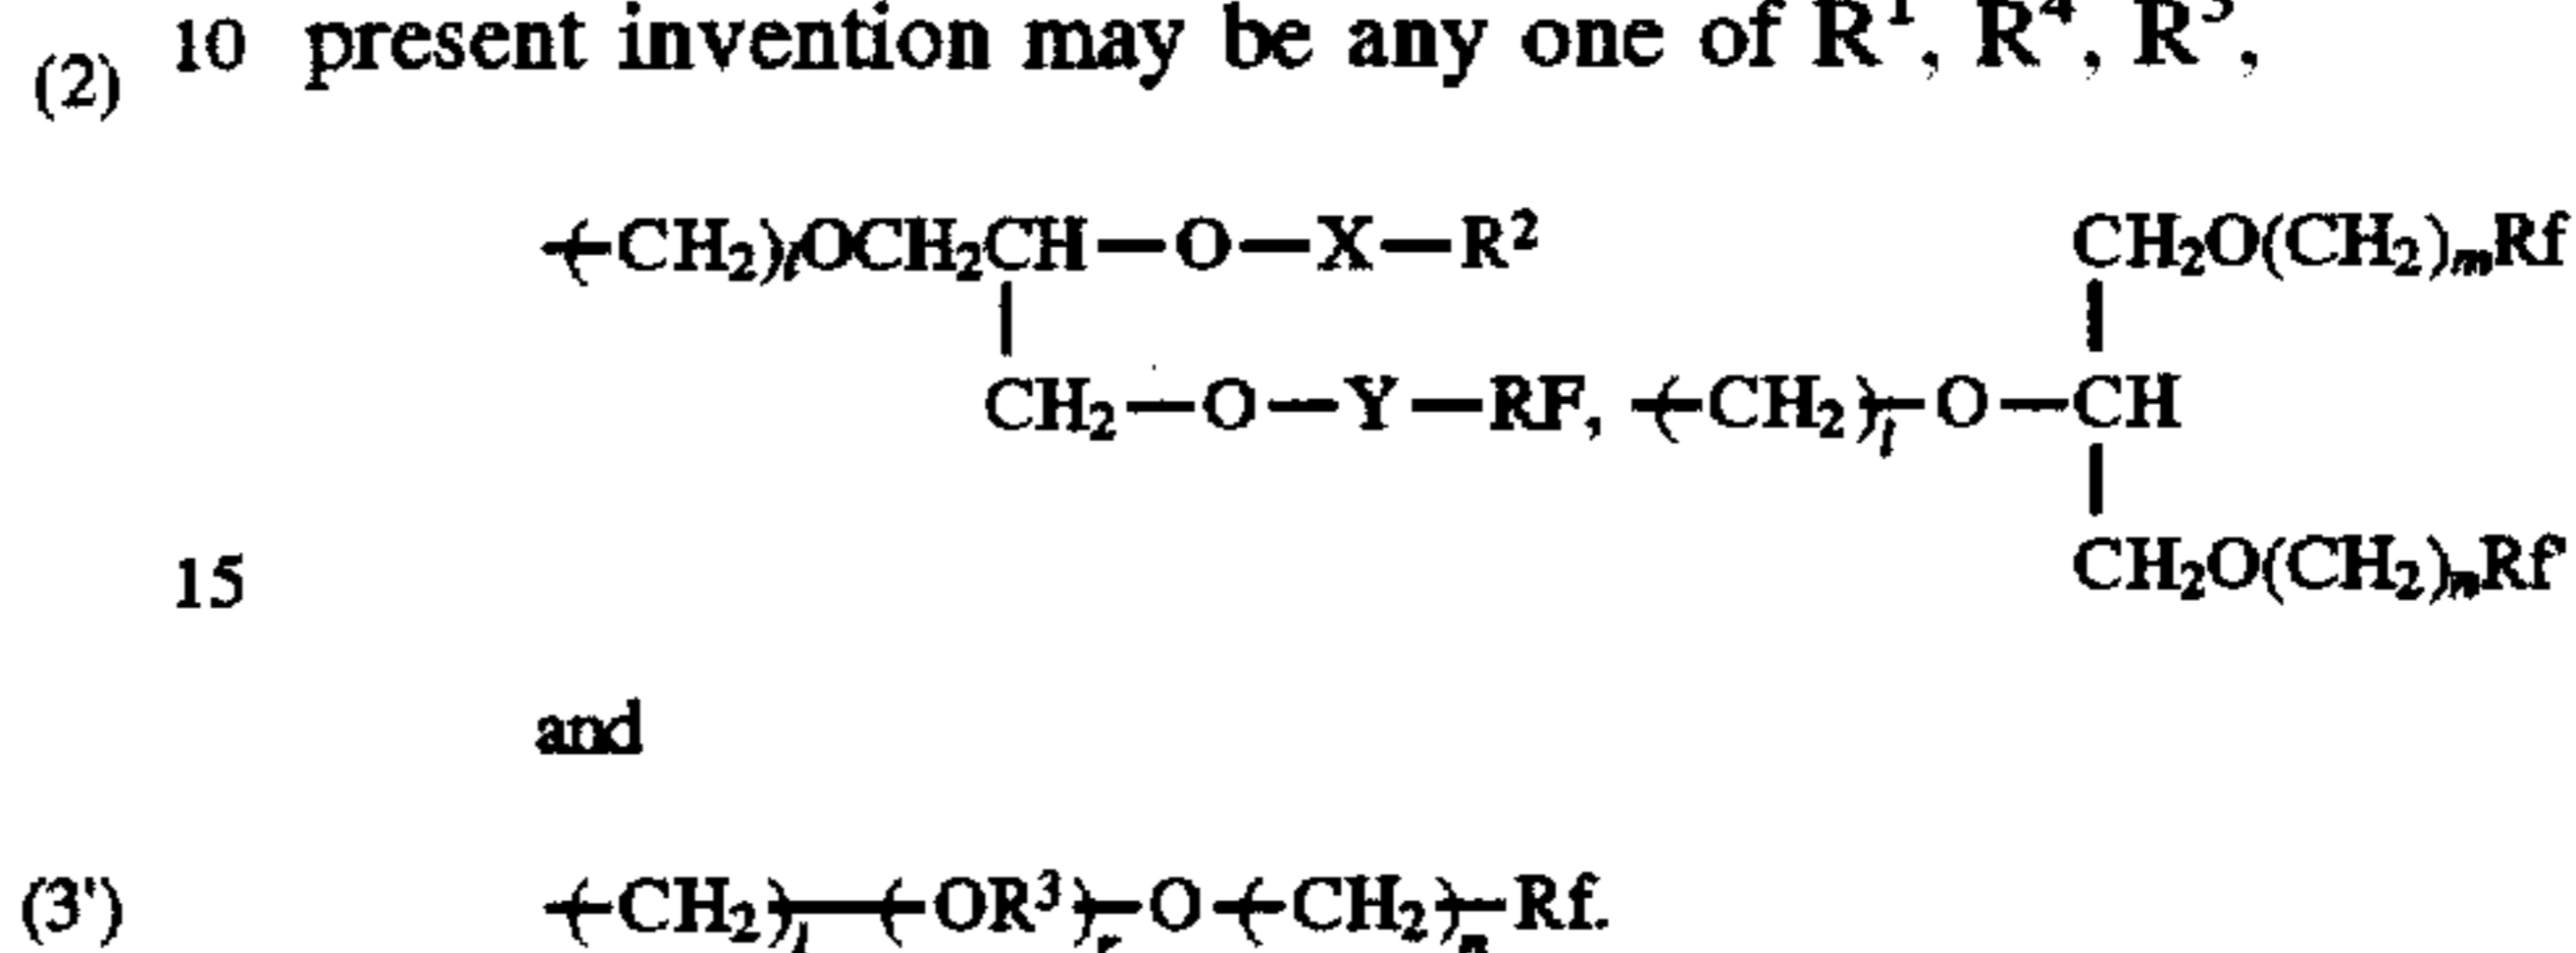 (2) 10 present invention may be any one of R¹, R⁴, R³,
—(CH₂)ₗOCH₂CH—O—X—R² CH₂O(CH₂)ₘRf
CH₂—O—Y—RF, —(CH₂)ₗ—O—CH
15 CH₂O(CH₂)ₙRf'
and
(3') —(CH₂)ₗ—(OR³)ᵣ—O—(CH₂)ₙ—Rf.